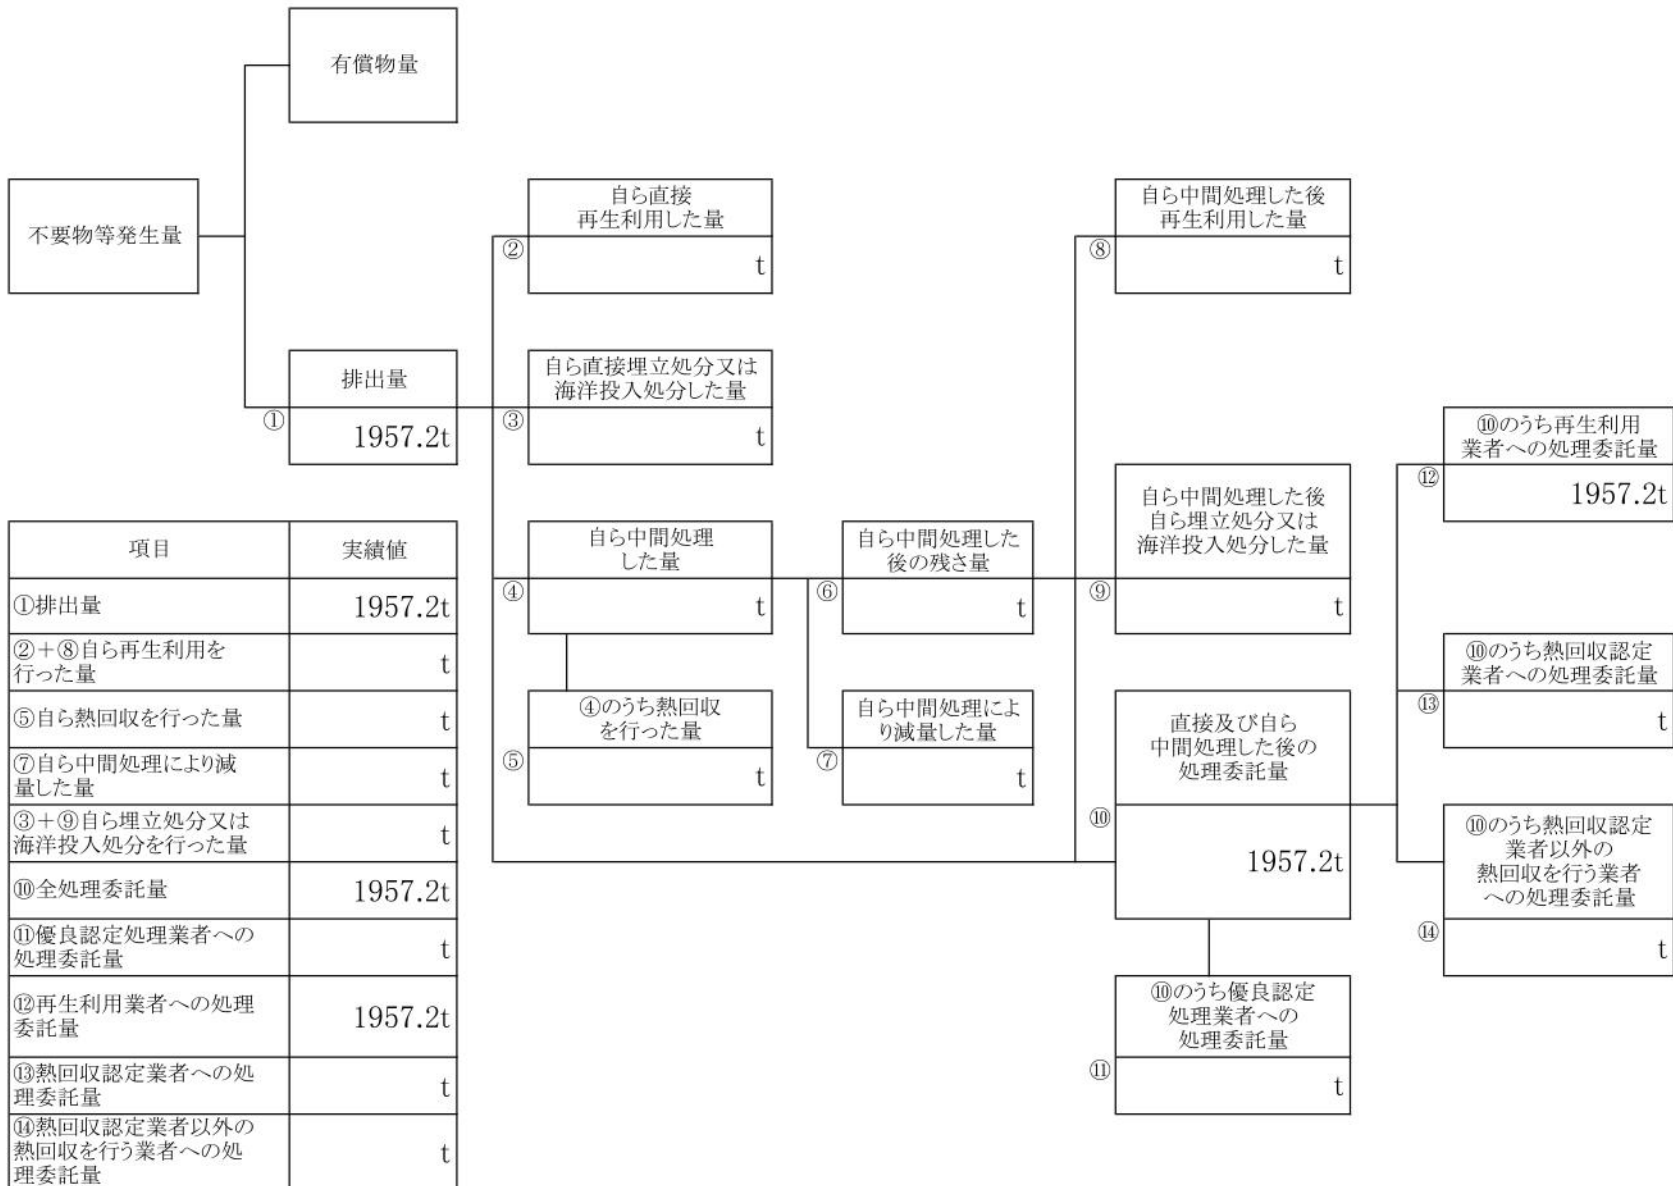 有償物量
不要物等発生量
自ら直接
再生利用した量
②
t
自ら中間処理した後
再生利用した量
⑧
t
排出量
①
1957.2t
自ら直接埋立処分又は
海洋投入処分した量
③
t
⑩のうち再生利用
業者への処理委託量
⑫
1957.2t
自ら中間処理
した量
④
t
自ら中間処理した
後の残さ量
⑥
t
自ら中間処理した後
自ら埋立処分又は
海洋投入処分した量
⑨
t
⑩のうち熱回収認定
業者への処理委託量
⑬
t
④のうち熱回収
を行った量
⑤
t
自ら中間処理によ
り減量した量
⑦
t
直接及び自ら
中間処理した後の
処理委託量
⑩
1957.2t
⑩のうち熱回収認定
業者以外の
熱回収を行う業者
への処理委託量
⑭
t
⑩のうち優良認定
処理業者への
処理委託量
⑪
t
項目 実績値
①排出量 1957.2t
②+⑧自ら再生利用を
行った量 t
⑤自ら熱回収を行った量 t
⑦自ら中間処理により減
量した量 t
③+⑨自ら埋立処分又は
海洋投入処分を行った量 t
⑩全処理委託量 1957.2t
⑪優良認定処理業者への
処理委託量 t
⑫再生利用業者への処理
委託量 1957.2t
⑬熱回収認定業者への処
理委託量 t
⑭熱回収認定業者以外の
熱回収を行う業者への処
理委託量 t